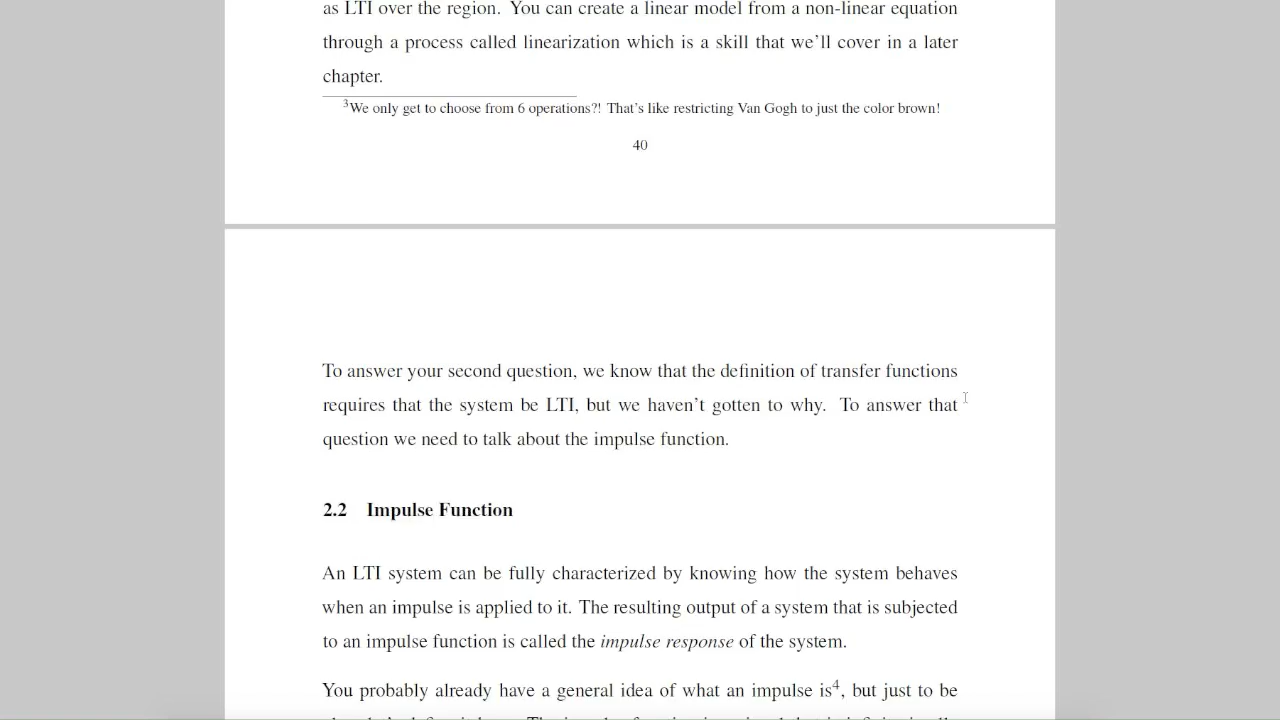 as LTI over the region. You can create a linear model from a non-linear equation
through a process called linearization which is a skill that we'll cover in a later
chapter.
3We only get to choose from 6 operations?! That's like restricting Van Gogh to just the color brown!
40
To answer your second question, we know that the definition of transfer functions
requires that the system be LTI, but we haven't gotten to why. To answer that
question we need to talk about the impulse function.
2.2 Impulse Function
An LTI system can be fully characterized by knowing how the system behaves
when an impulse is applied to it. The resulting output of a system that is subjected
to an impulse function is called the impulse response of the system.
You probably already have a general idea of what an impulse is4, but just to be